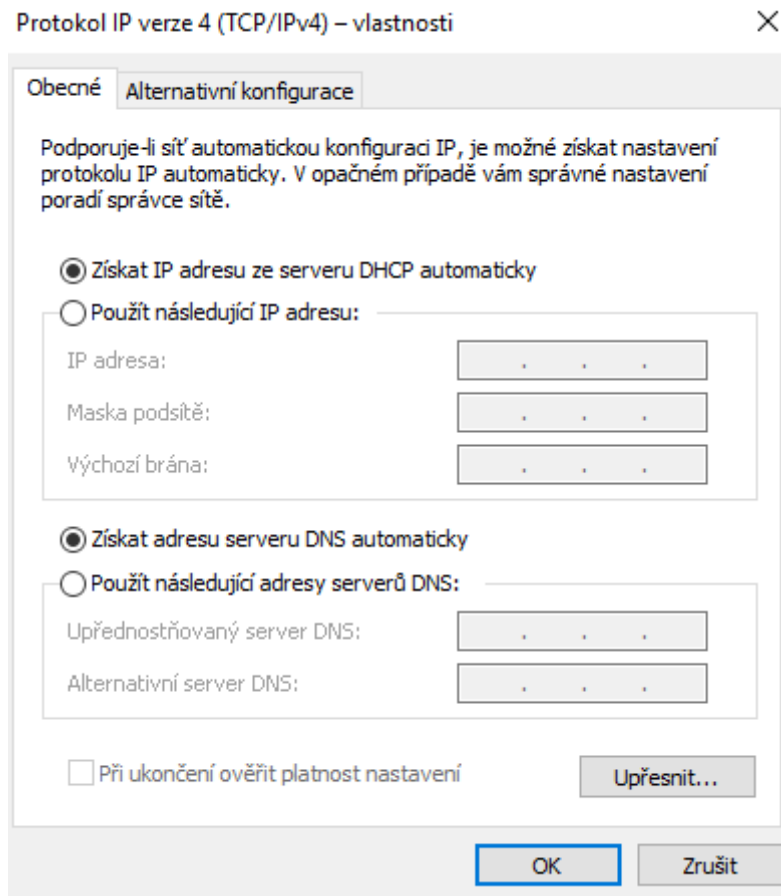 Protokol IP verze 4 (TCP/IPv4) – vlastnosti
Obecné
Alternativní konfigurace
Podporuje-li síť automatickou konfiguraci IP, je možné získat nastavení
protokolu IP automaticky. V opačném případě vám správné nastavení
poradí správce sítě.
Získat IP adresu ze serveru DHCP automaticky
Použít následující IP adresu:
IP adresa:
Maska podsítě:
Výchozí brána:
Získat adresu serveru DNS automaticky
Použít následující adresy serverů DNS:
Upřednostňovaný server DNS:
Alternativní server DNS:
Při ukončení ověřit platnost nastavení
Upřesnit...
OK
Zrušit